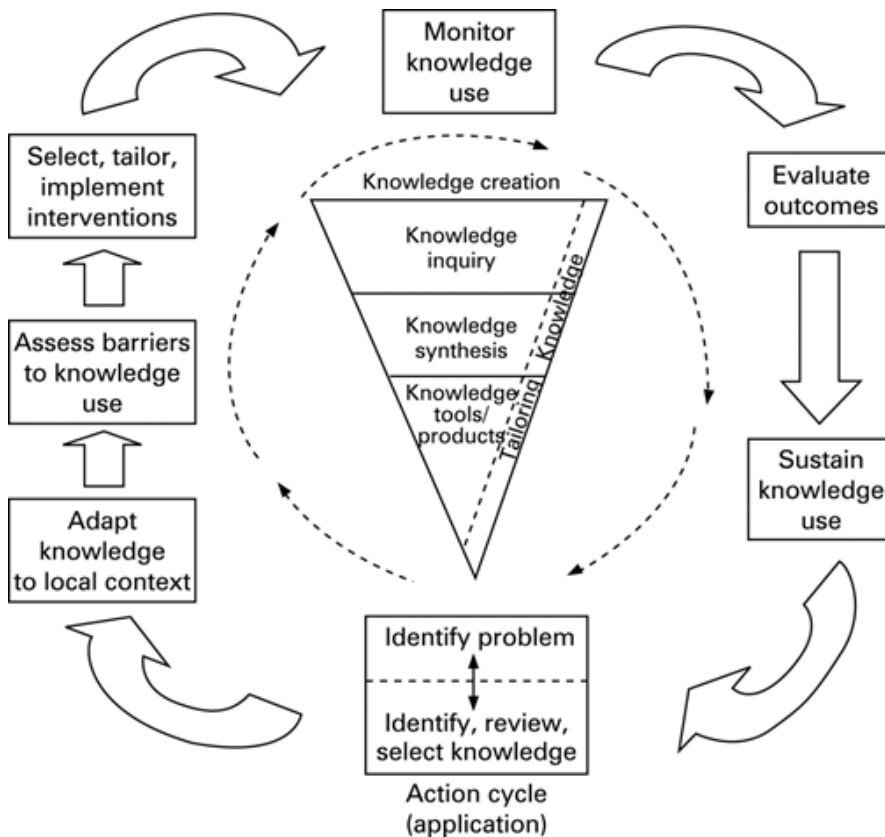 Monitor
knowledge
use
Select, tailor,
implement
interventions
Evaluate
outcomes
Knowledge creation
Knowledge
inquiry
Knowledge
synthesis
Knowledge
tools/
products
Tailoring Knowledge
Assess barriers
to knowledge
use
Sustain
knowledge
use
Adapt
knowledge
to local context
Identify problem
Identify, review,
select knowledge
Action cycle
(application)